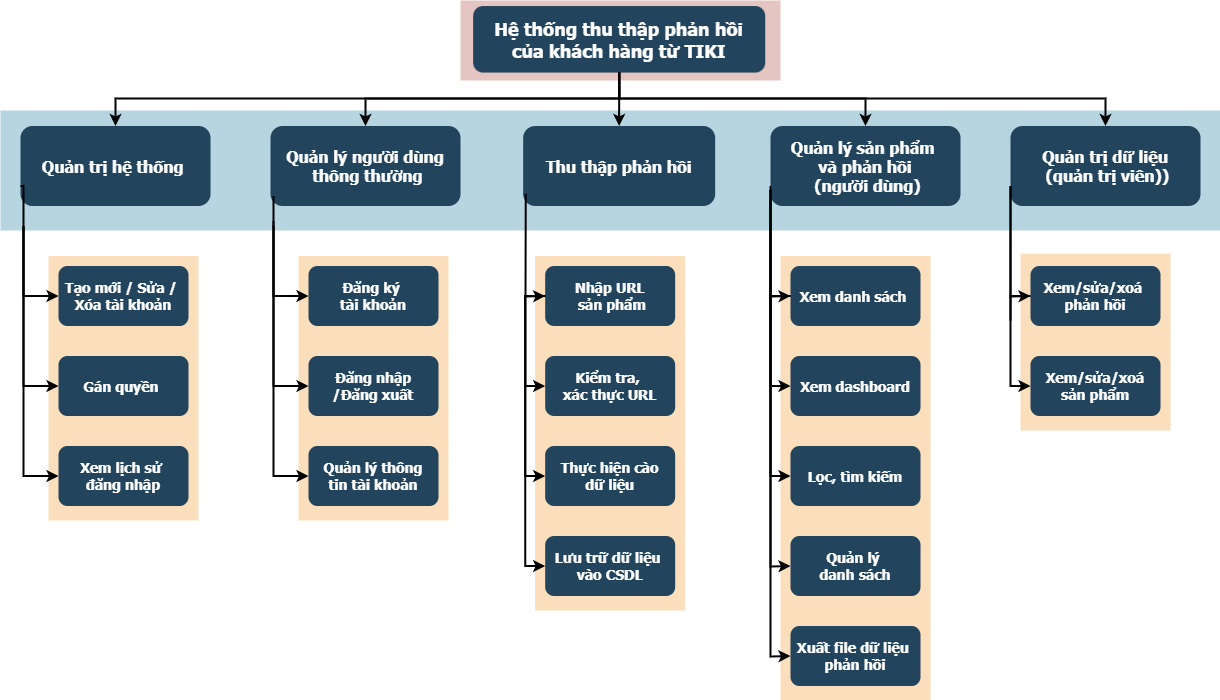 Hệ thống thu thập phản hồi
của khách hàng từ TIKI
Quản trị hệ thống
Quản lý người dùng
thông thường
Thu thập phản hồi
Quản lý sản phẩm
và phản hồi
(người dùng)
Quản trị dữ liệu
(quản trị viên))
Tạo mới / Sửa /
Xóa tài khoản
Gán quyền
Xem lịch sử
đăng nhập
Đăng ký
tài khoản
Đăng nhập
/Đăng xuất
Quản lý thông
tin tài khoản
Nhập URL
sản phẩm
Kiểm tra,
xác thực URL
Thực hiện cào
dữ liệu
Lưu trữ dữ liệu
vào CSDL
Xem danh sách
Xem dashboard
Lọc, tìm kiếm
Quản lý
danh sách
Xuất file dữ liệu
phản hồi
Xem/sửa/xoá
phản hồi
Xem/sửa/xoá
sản phẩm